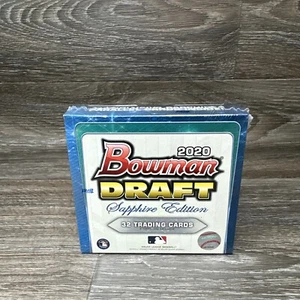 2020
Bowman
DRAFT
Sapphire Edition
32 TRADING CARDS